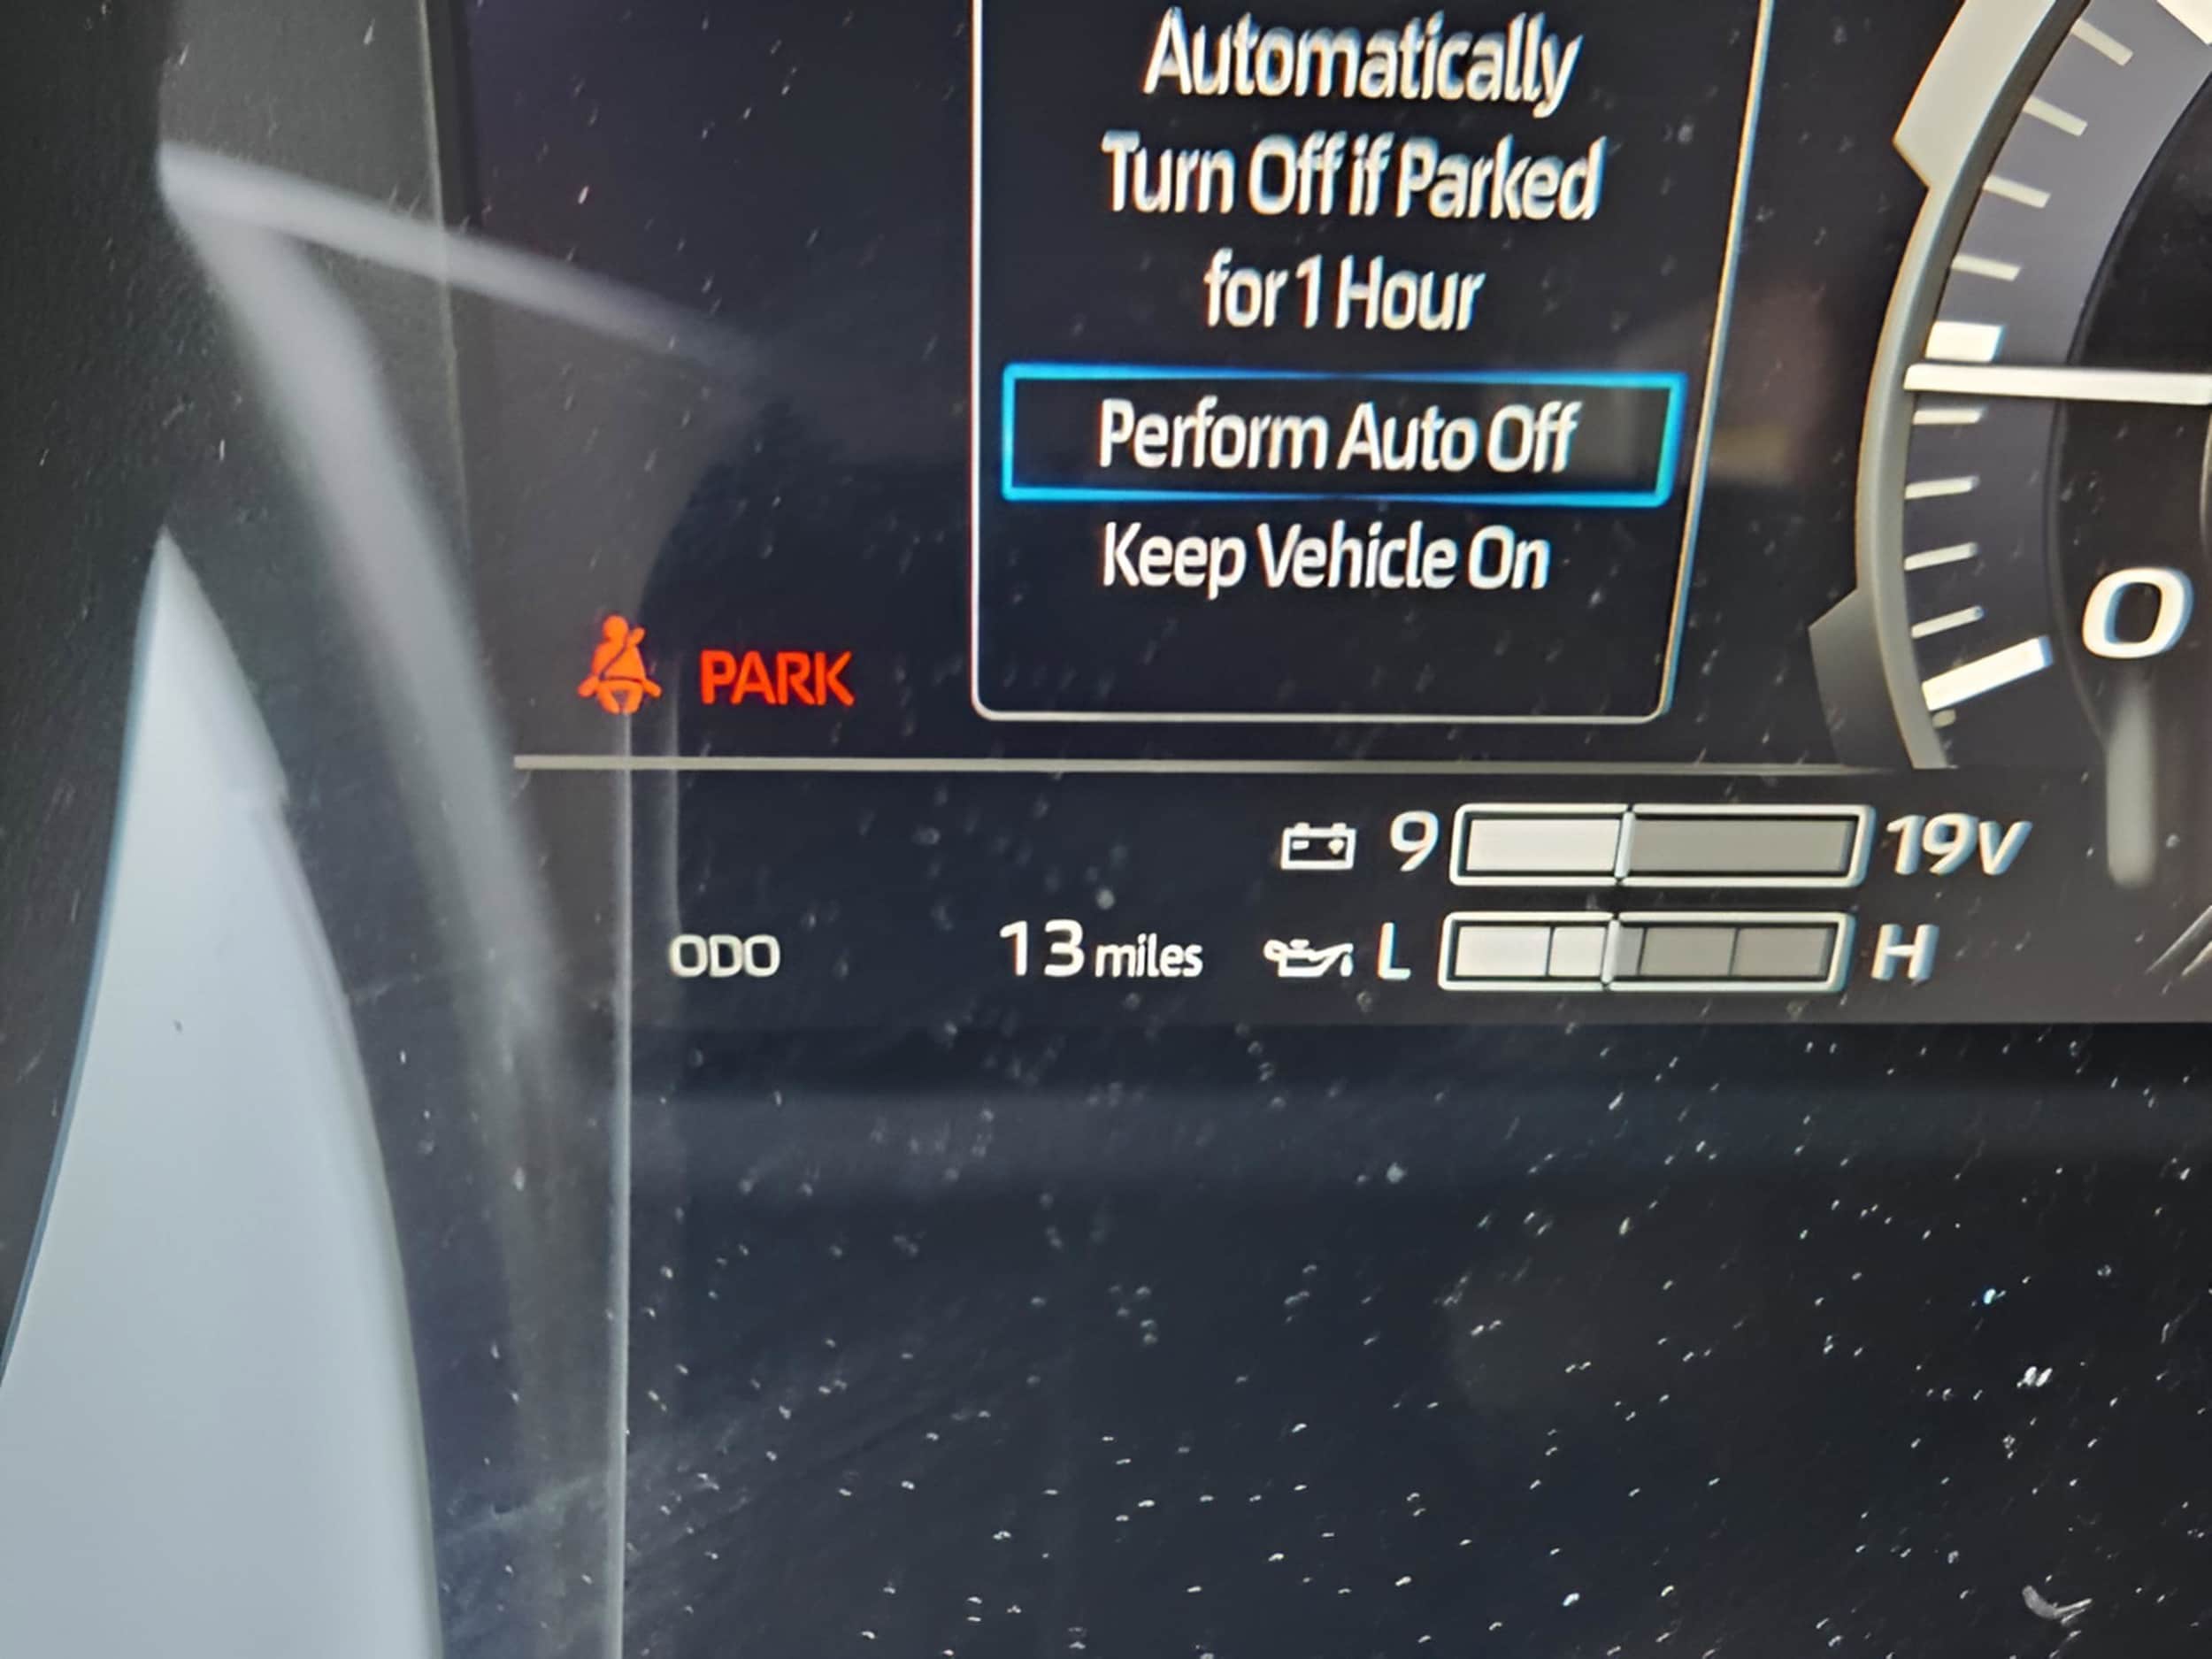 Automatically
Turn Off if Parked
for 1 Hour
Perform Auto Off
Keep Vehicle On
0
PARK
9 19V
ODO 13 miles L H